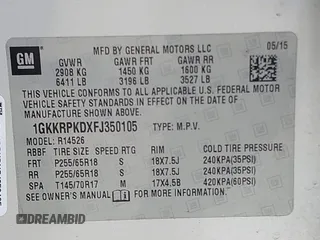 GM
MFD BY GENERAL MOTORS LLC
05/15
GVWR GAWR FRT GAWR RR
2908 KG 1450 KG 1600 KG
6411 LB 3196 LB 3527 LB
THIS VEHICLE CONFORMS TO ALL APPLICABLE U.S. FEDERAL
MOTOR VEHICLE SAFETY STANDARDS IN EFFECT ON THE DATE OF
MANUFACTURE SHOWN ABOVE.
1GKKRPKDXFJ350105 TYPE: M.P.V.
MODEL: R14526
RBBF TIRE SIZE SPEED RTG RIM COLD TIRE PRESSURE
FRT P255/65R18 S 18X7.5J 240KPA(35PSI)
RR P255/65R18 S 18X7.5J 240KPA(35PSI)
SPA T145/70R17 M 17X4.5B 420KPA(60PSI)
SEE OWNER'S MANUAL FOR MORE INFORMATION.
DREAMBID